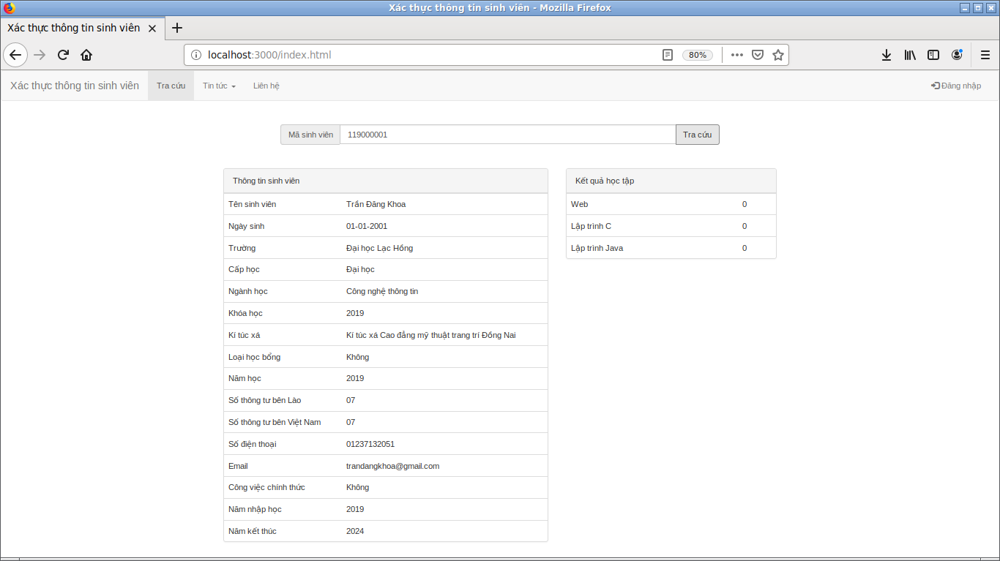 Xác thực thông tin sinh viên - Mozilla Firefox
Xác thực thông tin sinh viên
localhost:3000/index.html 80%
Xác thực thông tin sinh viên Tra cứu Tin tức Liên hệ Đăng nhập
Mã sinh viên 119000001 Tra cứu
Thông tin sinh viên
Tên sinh viên Trần Đăng Khoa
Ngày sinh 01-01-2001
Trường Đại học Lạc Hồng
Cấp học Đại học
Ngành học Công nghệ thông tin
Khóa học 2019
Kí túc xá Kí túc xá Cao đẳng mỹ thuật trang trí Đồng Nai
Loại học bổng Không
Năm học 2019
Số thông tư bên Lào 07
Số thông tư bên Việt Nam 07
Số điện thoại 01237132051
Email trandangkhoa@gmail.com
Công việc chính thức Không
Năm nhập học 2019
Năm kết thúc 2024
Kết quả học tập
Web 0
Lập trình C 0
Lập trình Java 0